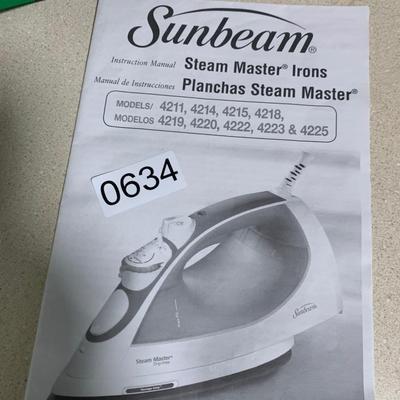 Sunbeam®
Instruction Manual Steam Master® Irons
Manual de Instrucciones Planchas Steam Master®
MODELS/ 4211, 4214, 4215, 4218,
MODELOS 4219, 4220, 4222, 4223 & 4225
0634
Sunbeam
Steam Master®